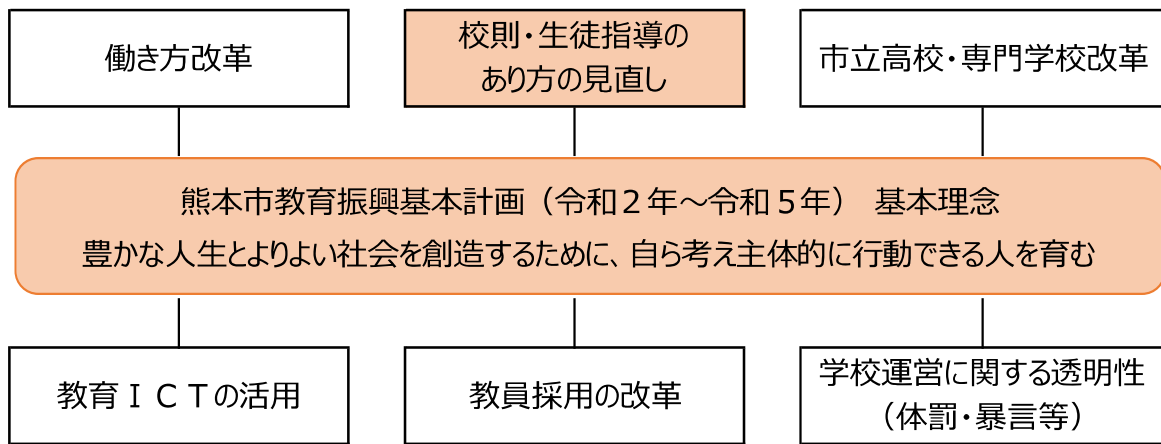 働き方改革
校則・生徒指導の
あり方の見直し
市立高校・専門学校改革
熊本市教育振興基本計画（令和２年～令和５年） 基本理念
豊かな人生とよりよい社会を創造するために、自ら考え主体的に行動できる人を育む
教育ＩＣＴの活用
教員採用の改革
学校運営に関する透明性
（体罰・暴言等）